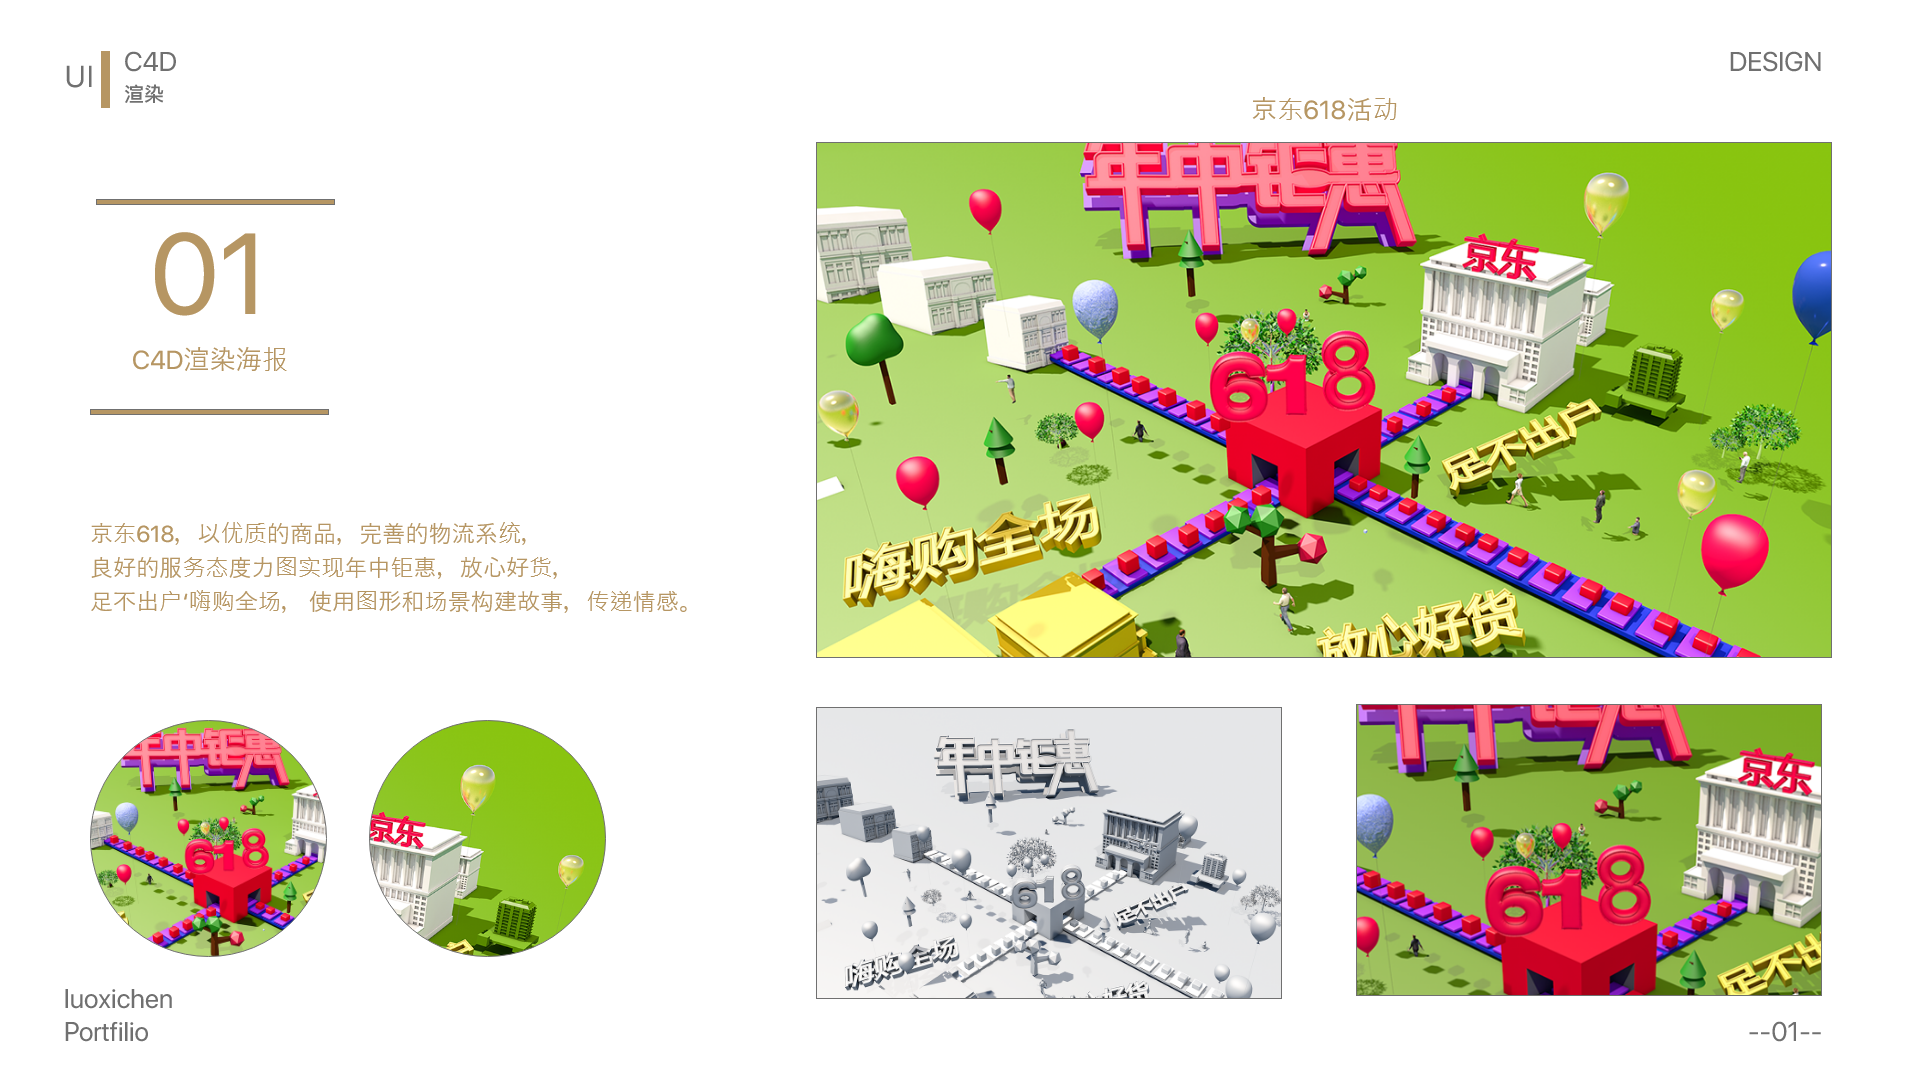 UI
C4D
渲染
DESIGN
京东618活动
01
C4D渲染海报
京东618，以优质的商品，完善的物流系统，
良好的服务态度力图实现年中钜惠，放心好货，
足不出户‘嗨购全场， 使用图形和场景构建故事，传递情感。
年中钜惠
京东
618
足不出户
嗨购全场
放心好货
年中钜惠
618
京东
年中钜惠
618
足不出户
嗨购全场
京东
618
足不出
luoxichen
Portfilio
--01--